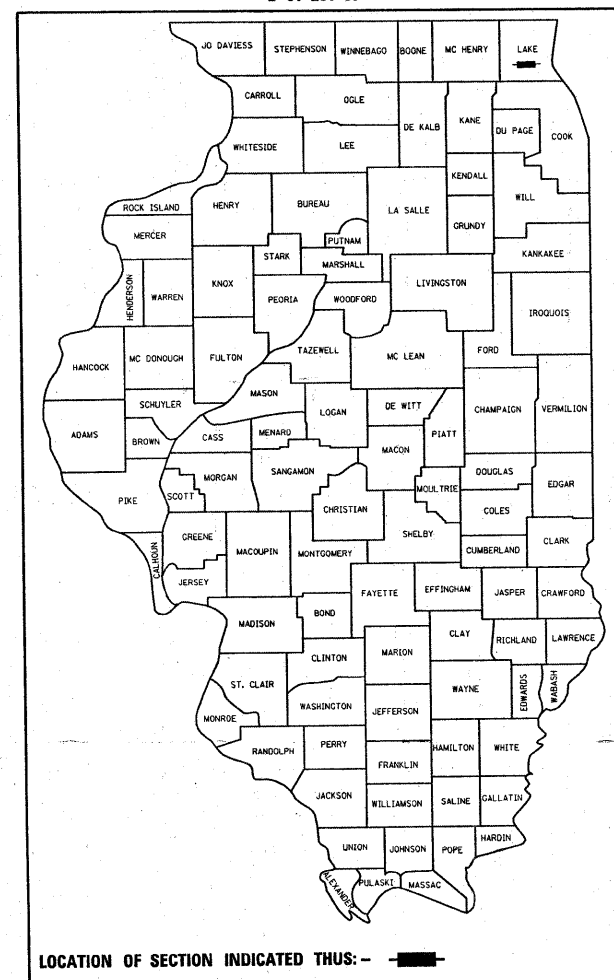 JO DAVIESS
STEPHENSON
WINNEBAGO
BOONE
MC HENRY
LAKE
CARROLL
OGLE
DE KALB
KANE
DU PAGE
COOK
WHITESIDE
LEE
KENDALL
WILL
ROCK ISLAND
HENRY
BUREAU
LA SALLE
GRUNDY
MERCER
PUTNAM
KANKAKEE
STARK
MARSHALL
HENDERSON
WARREN
KNOX
PEORIA
WOODFORD
LIVINGSTON
IROQUOIS
HANCOCK
MC DONOUGH
FULTON
TAZEWELL
MC LEAN
FORD
MASON
SCHUYLER
LOGAN
DE WITT
CHAMPAIGN
VERMILION
ADAMS
BROWN
CASS
MENARD
PIATT
MACON
MORGAN
SANGAMON
DOUGLAS
EDGAR
PIKE
SCOTT
CHRISTIAN
MOULTRIE
COLES
CALHOUN
GREENE
MACOUPIN
MONTGOMERY
SHELBY
CUMBERLAND
CLARK
JERSEY
FAYETTE
EFFINGHAM
JASPER
CRAWFORD
MADISON
BOND
CLAY
RICHLAND
LAWRENCE
CLINTON
MARION
ST. CLAIR
WAYNE
EDWARDS
WABASH
MONROE
WASHINGTON
JEFFERSON
RANDOLPH
PERRY
HAMILTON
WHITE
FRANKLIN
JACKSON
WILLIAMSON
SALINE
GALLATIN
UNION
JOHNSON
POPE
HARDIN
ALEXANDER
PULASKI
MASSAC
LOCATION OF SECTION INDICATED THUS: -